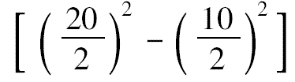 [ ( 20/2 )² − ( 10/2 )² ]